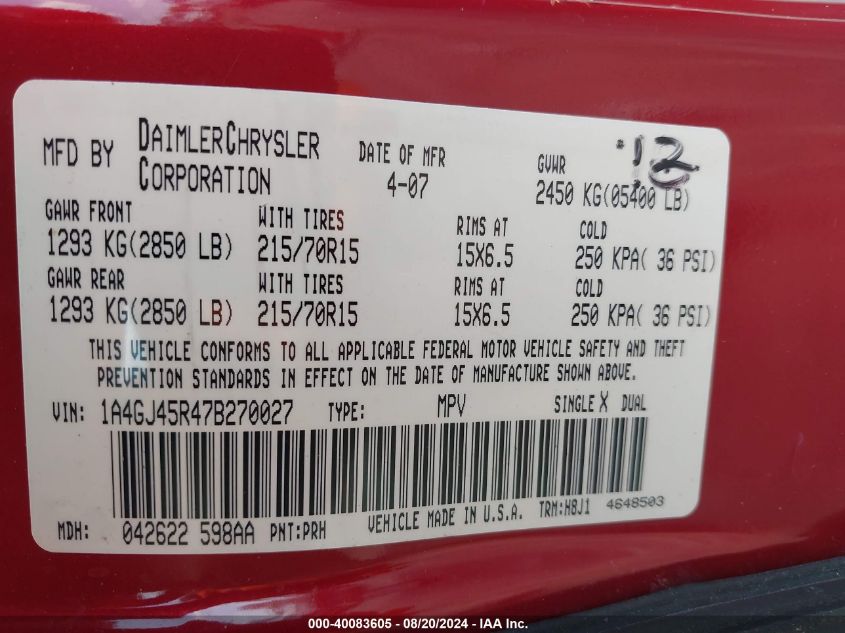 MFD BY DAIMLERCHRYSLER CORPORATION
DATE OF MFR 4-07
GVWR 2450 KG(05400 LB)
'12
GAWR FRONT WITH TIRES RIMS AT COLD
1293 KG(2850 LB) 215/70R15 15X6.5 250 KPA( 36 PSI)
GAWR REAR WITH TIRES RIMS AT COLD
1293 KG(2850 LB) 215/70R15 15X6.5 250 KPA( 36 PSI)
THIS VEHICLE CONFORMS TO ALL APPLICABLE FEDERAL MOTOR VEHICLE SAFETY AND THEFT
PREVENTION STANDARDS IN EFFECT ON THE DATE OF MANUFACTURE SHOWN ABOVE.
VIN: 1A4GJ45R47B270027 TYPE: MPV SINGLE X DUAL
MDH: 042622 598AA PNT:PRH VEHICLE MADE IN U.S.A. TRM:H8J1 4648503
000-40083605 - 08/20/2024 - IAA Inc.